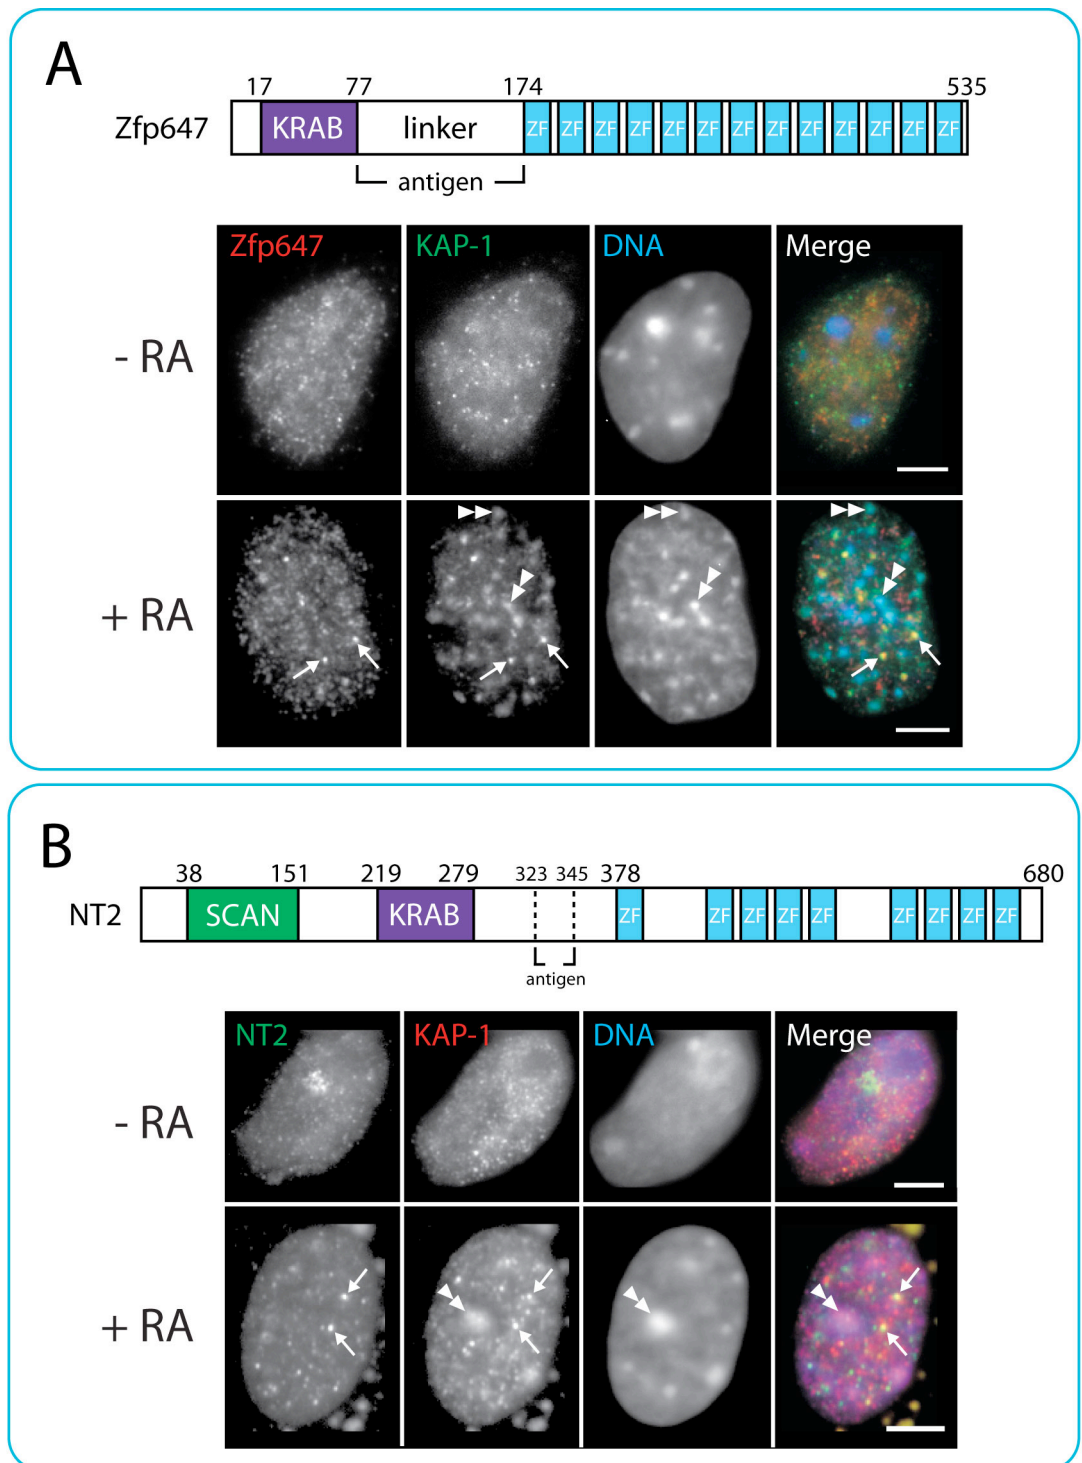 A
17 77 174 535
Zfp647 KRAB linker ZF ZF ZF ZF ZF ZF ZF ZF ZF ZF ZF ZF ZF
antigen
Zfp647 KAP-1 DNA Merge
- RA
+ RA
B
38 151 219 279 323 345 378 680
NT2 SCAN KRAB ZF ZF ZF ZF ZF ZF ZF ZF ZF
antigen
NT2 KAP-1 DNA Merge
- RA
+ RA